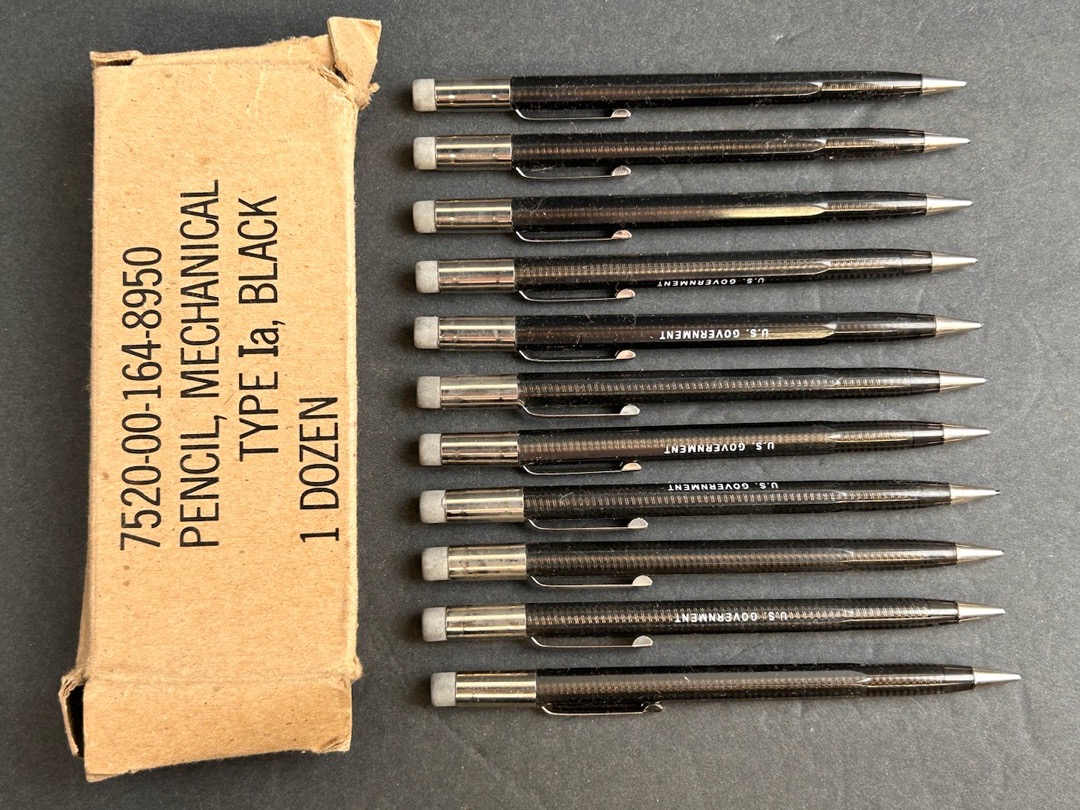 7520-00-164-8950
PENCIL, MECHANICAL
TYPE Ia, BLACK
1 DOZEN
U.S. GOVERNMENT
U.S. GOVERNMENT
U.S. GOVERNMENT
U.S. GOVERNMENT
U.S. GOVERNMENT